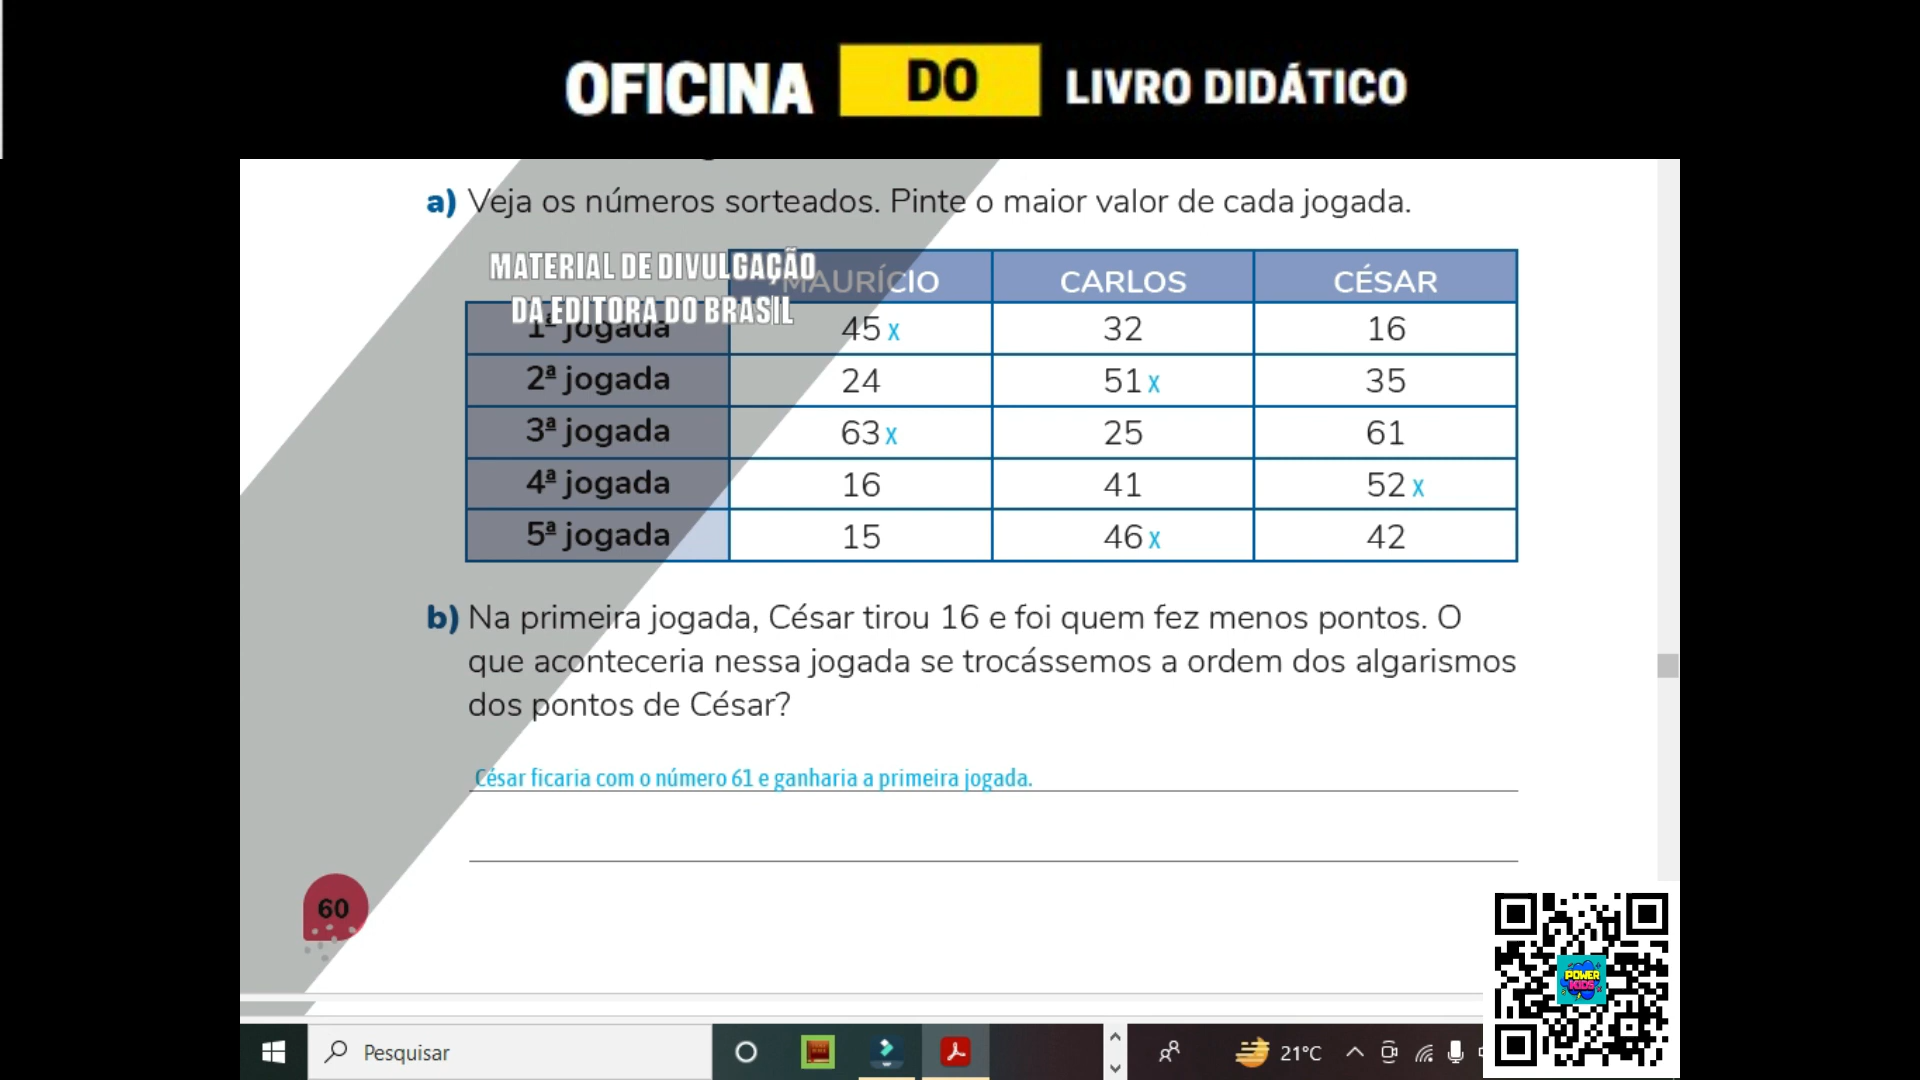 OFICINA DO LIVRO DIDÁTICO
a) Veja os números sorteados. Pinte o maior valor de cada jogada.
MATERIAL DE DIVULGAÇÃO
DA EDITORA DO BRASIL
MAURÍCIO CARLOS CÉSAR
1ª jogada 45 x 32 16
2ª jogada 24 51 x 35
3ª jogada 63 x 25 61
4ª jogada 16 41 52 x
5ª jogada 15 46 x 42
b) Na primeira jogada, César tirou 16 e foi quem fez menos pontos. O
que aconteceria nessa jogada se trocássemos a ordem dos algarismos
dos pontos de César?
César ficaria com o número 61 e ganharia a primeira jogada.
60
POWER
KIDS
Pesquisar
21°C